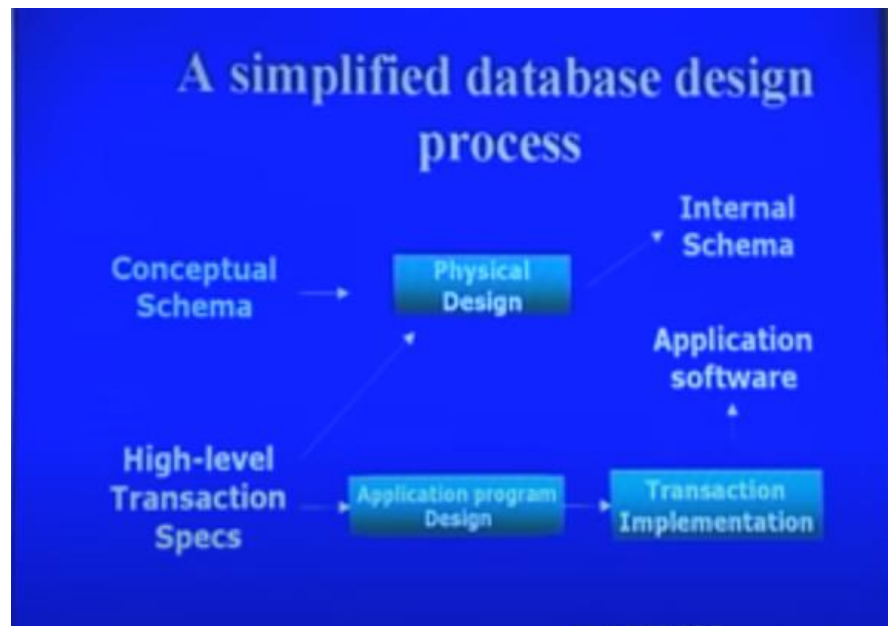 A simplified database design
process
Internal
Schema
Conceptual
Schema
Physical
Design
Application
software
High-level
Transaction
Specs
Application program
Design
Transaction
Implementation